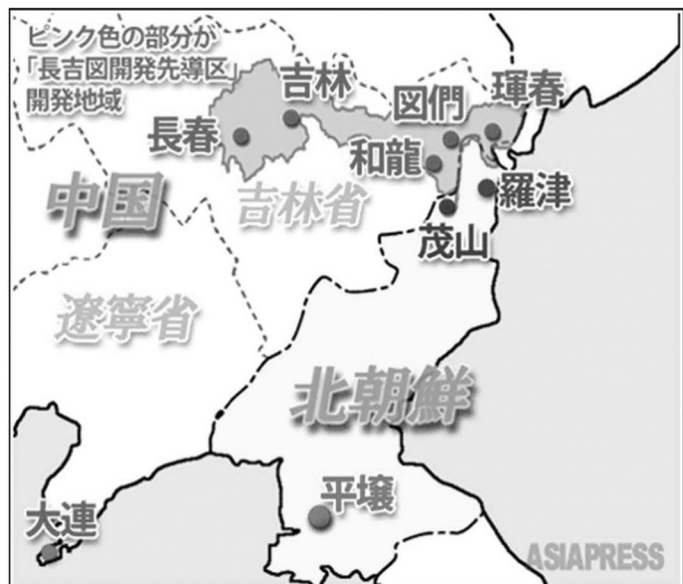 ピンク色の部分が
「長吉図開発先導区」
開発地域
吉林
図們
琿春
長春
和龍
羅津
中国
吉林省
茂山
遼寧省
北朝鮮
平壌
大連
ASIAPRESS